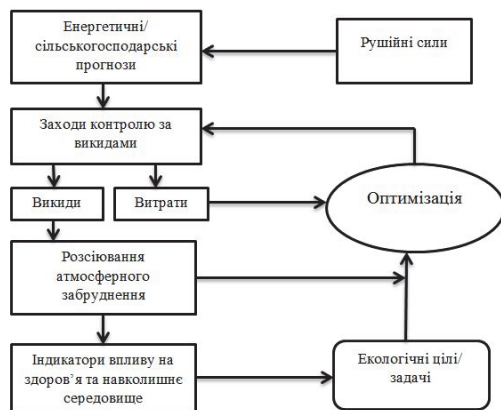 Енергетичні/
сільськогосподарські
прогнози
Рушійні сили
Заходи контролю за
викидами
Викиди
Витрати
Оптимізація
Розсіювання
атмосферного
забруднення
Індикатори впливу на
здоров’я та навколишнє
середовище
Екологічні цілі/
задачі